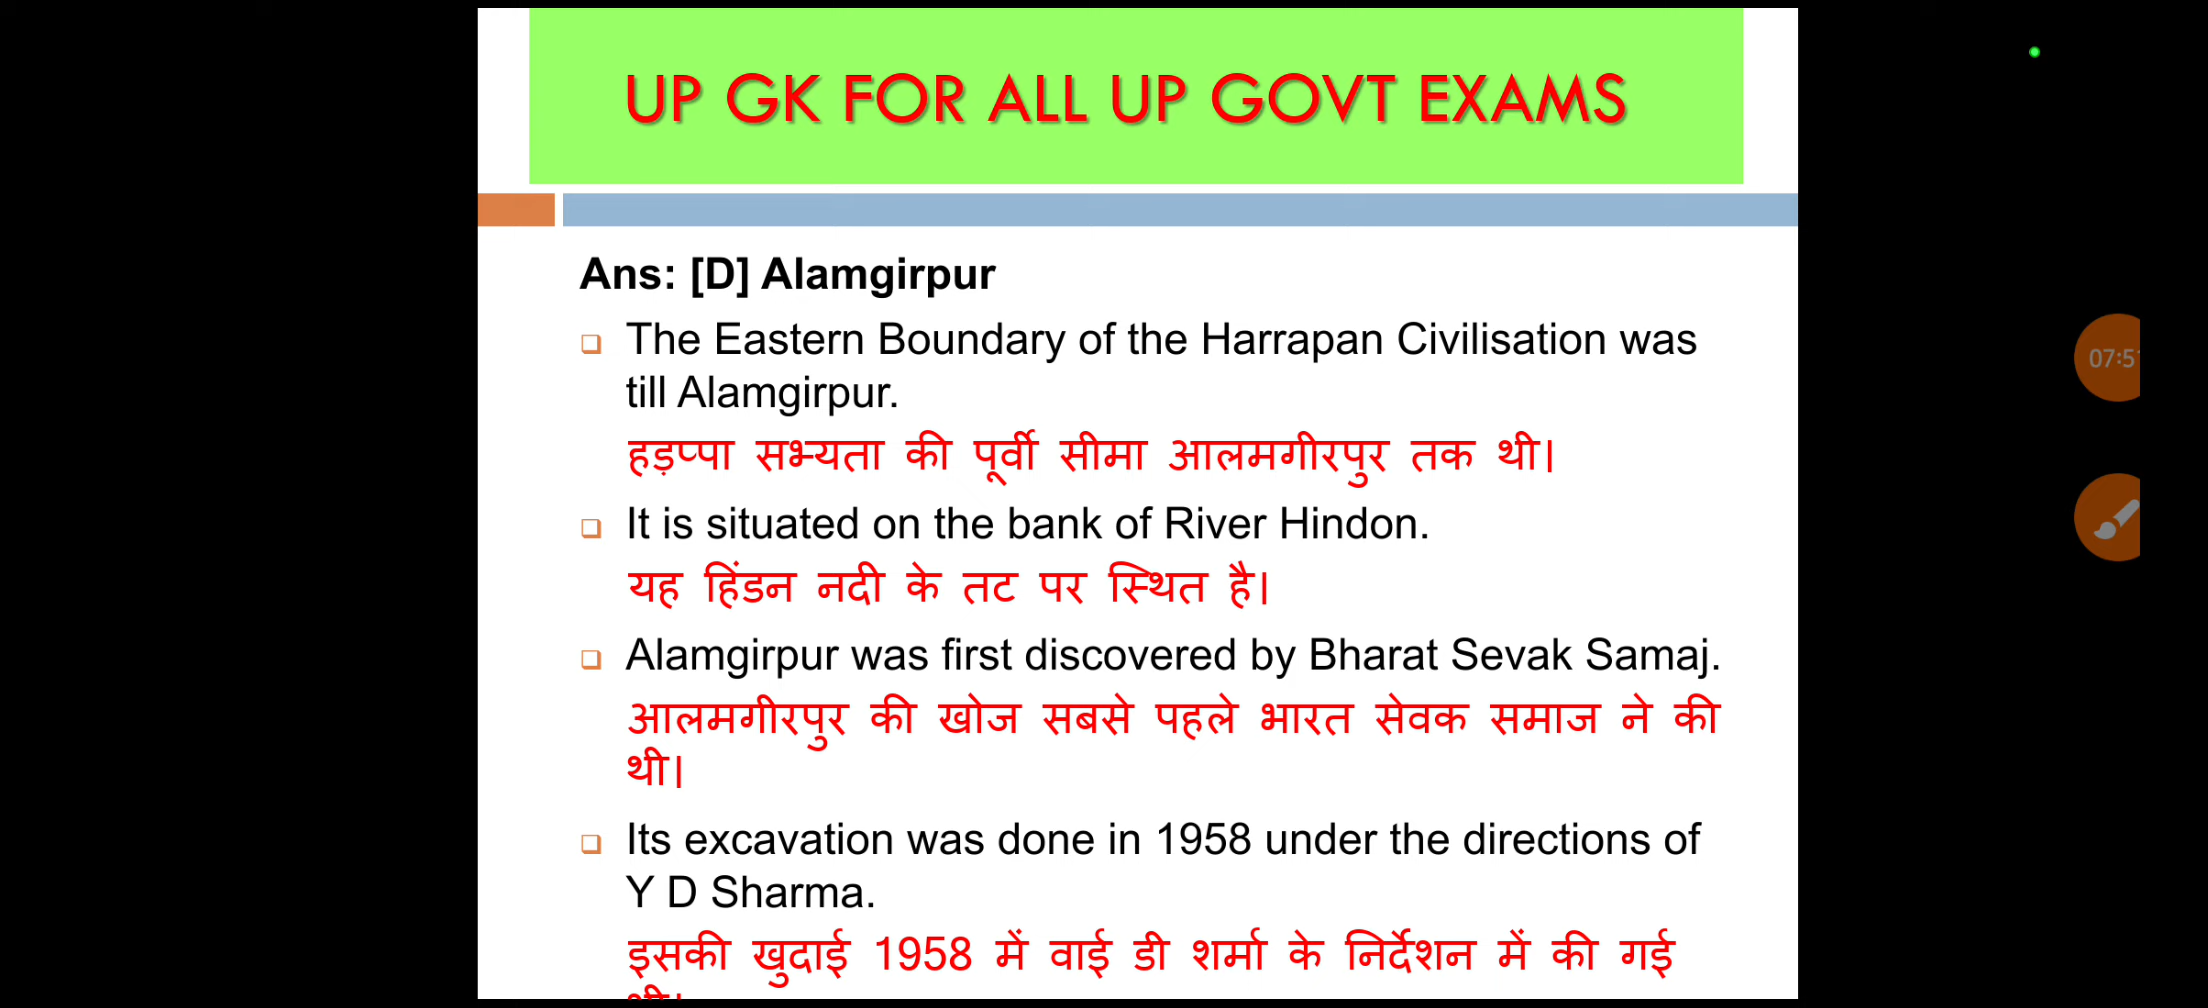 UP GK FOR ALL UP GOVT EXAMS
Ans: [D] Alamgirpur
The Eastern Boundary of the Harrapan Civilisation was
till Alamgirpur.
हड़प्पा सभ्यता की पूर्वी सीमा आलमगीरपुर तक थी।
It is situated on the bank of River Hindon.
यह हिंडन नदी के तट पर स्थित है।
Alamgirpur was first discovered by Bharat Sevak Samaj.
आलमगीरपुर की खोज सबसे पहले भारत सेवक समाज ने की
थी।
Its excavation was done in 1958 under the directions of
Y D Sharma.
इसकी खुदाई 1958 में वाई डी शर्मा के निर्देशन में की गई